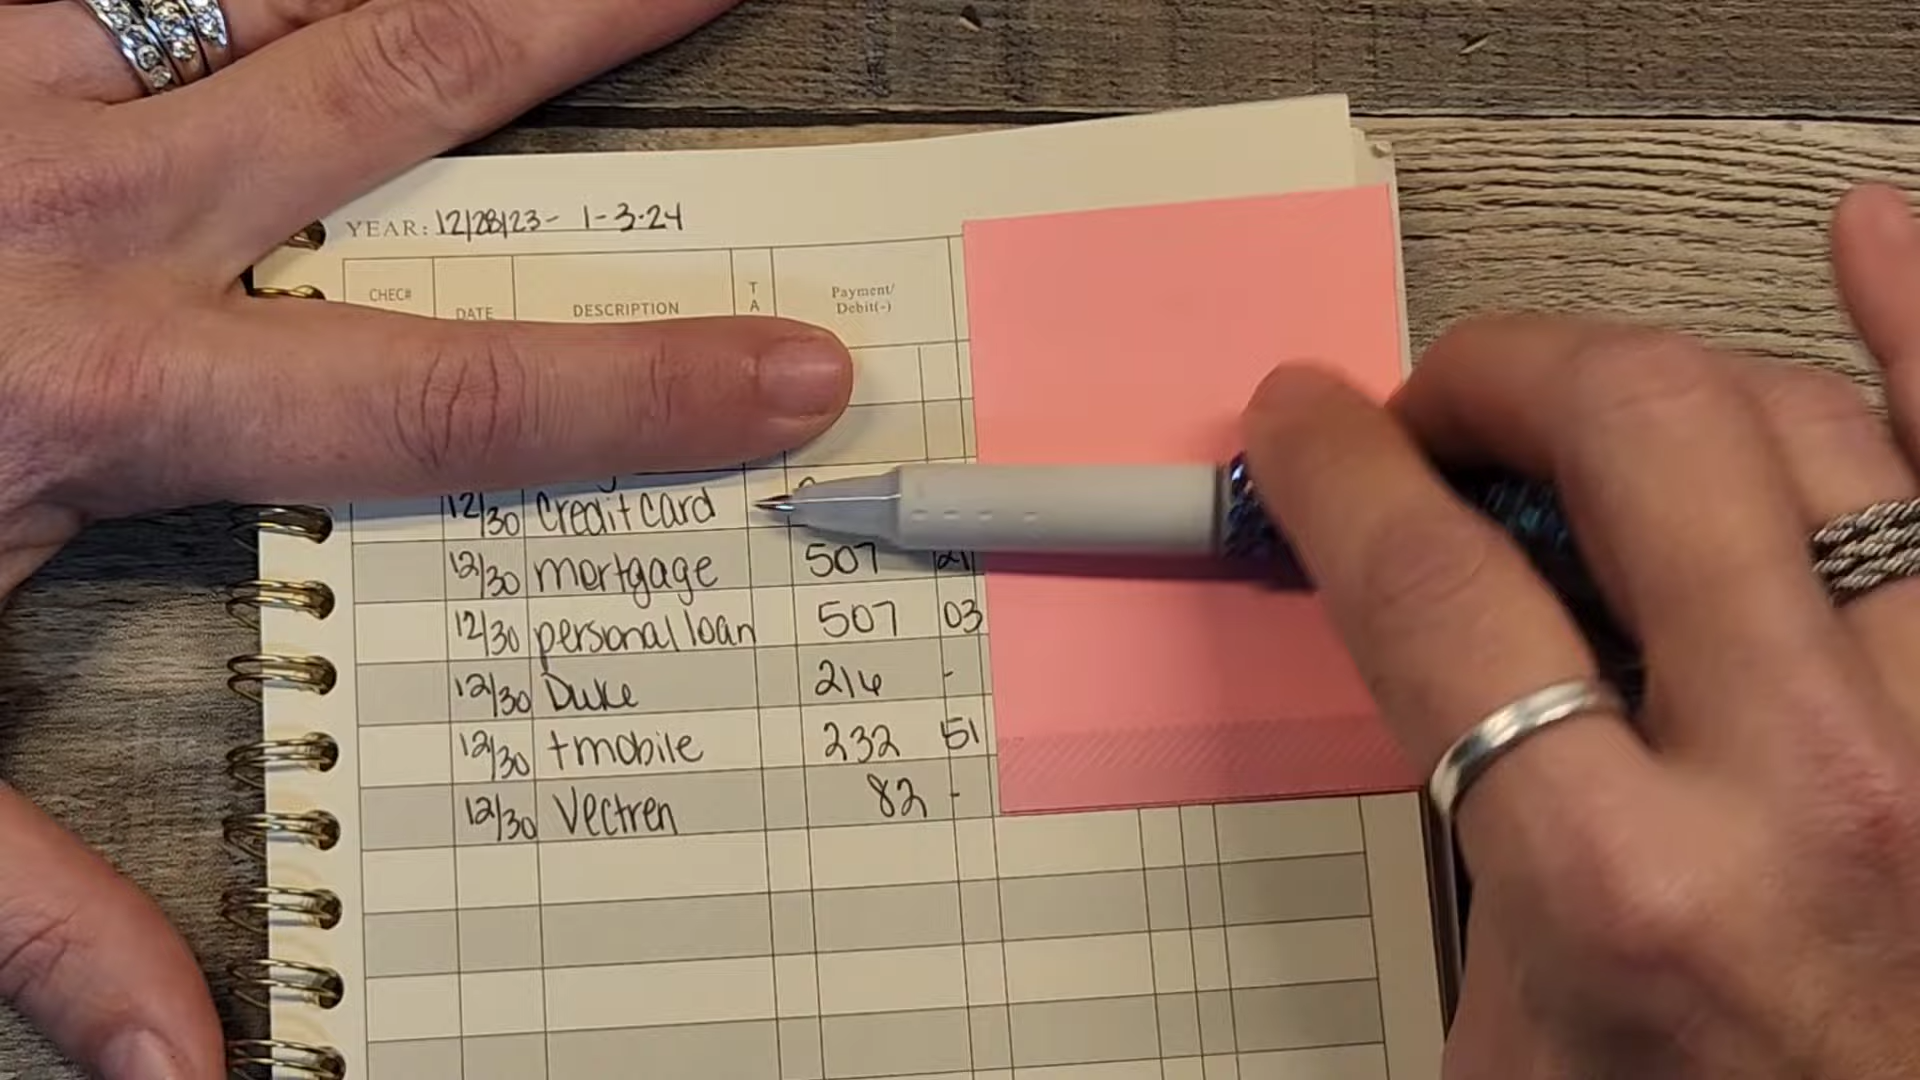 YEAR: 12/28/23- 1-3-24
CHEC# DATE DESCRIPTION T A Payment/ Debit(-)
12/30 Credit card
12/30 mortgage 507 21
12/30 personal loan 507 03
12/30 Duke 216 -
12/30 tmobile 232 51
12/30 Vectren 82 -